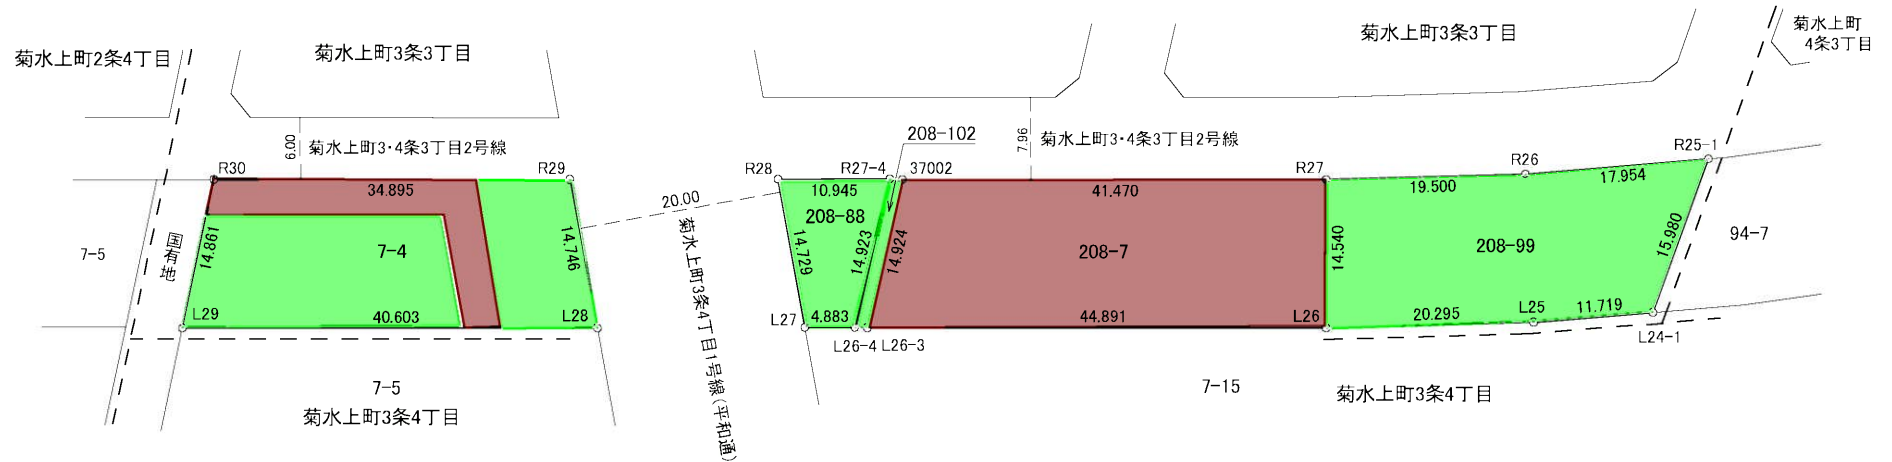 菊水上町2条4丁目
菊水上町3条3丁目
菊水上町3条3丁目
菊水上町
4条3丁目
6.00
菊水上町3・4条3丁目2号線
208-102
7.96
菊水上町3・4条3丁目2号線
R30
R29
R28
R27-4
37002
R27
R26
R25-1
34.895
10.945
41.470
19.500
17.954
20.00
208-88
7-5
国有地
14.861
7-4
14.746
菊水上町3条4丁目1号線(平和通)
14.729
14.923
14.924
208-7
14.540
208-99
15.980
94-7
L29
40.603
L28
L27
4.883
L26-4
L26-3
44.891
L26
20.295
L25
11.719
L24-1
7-5
菊水上町3条4丁目
7-15
菊水上町3条4丁目